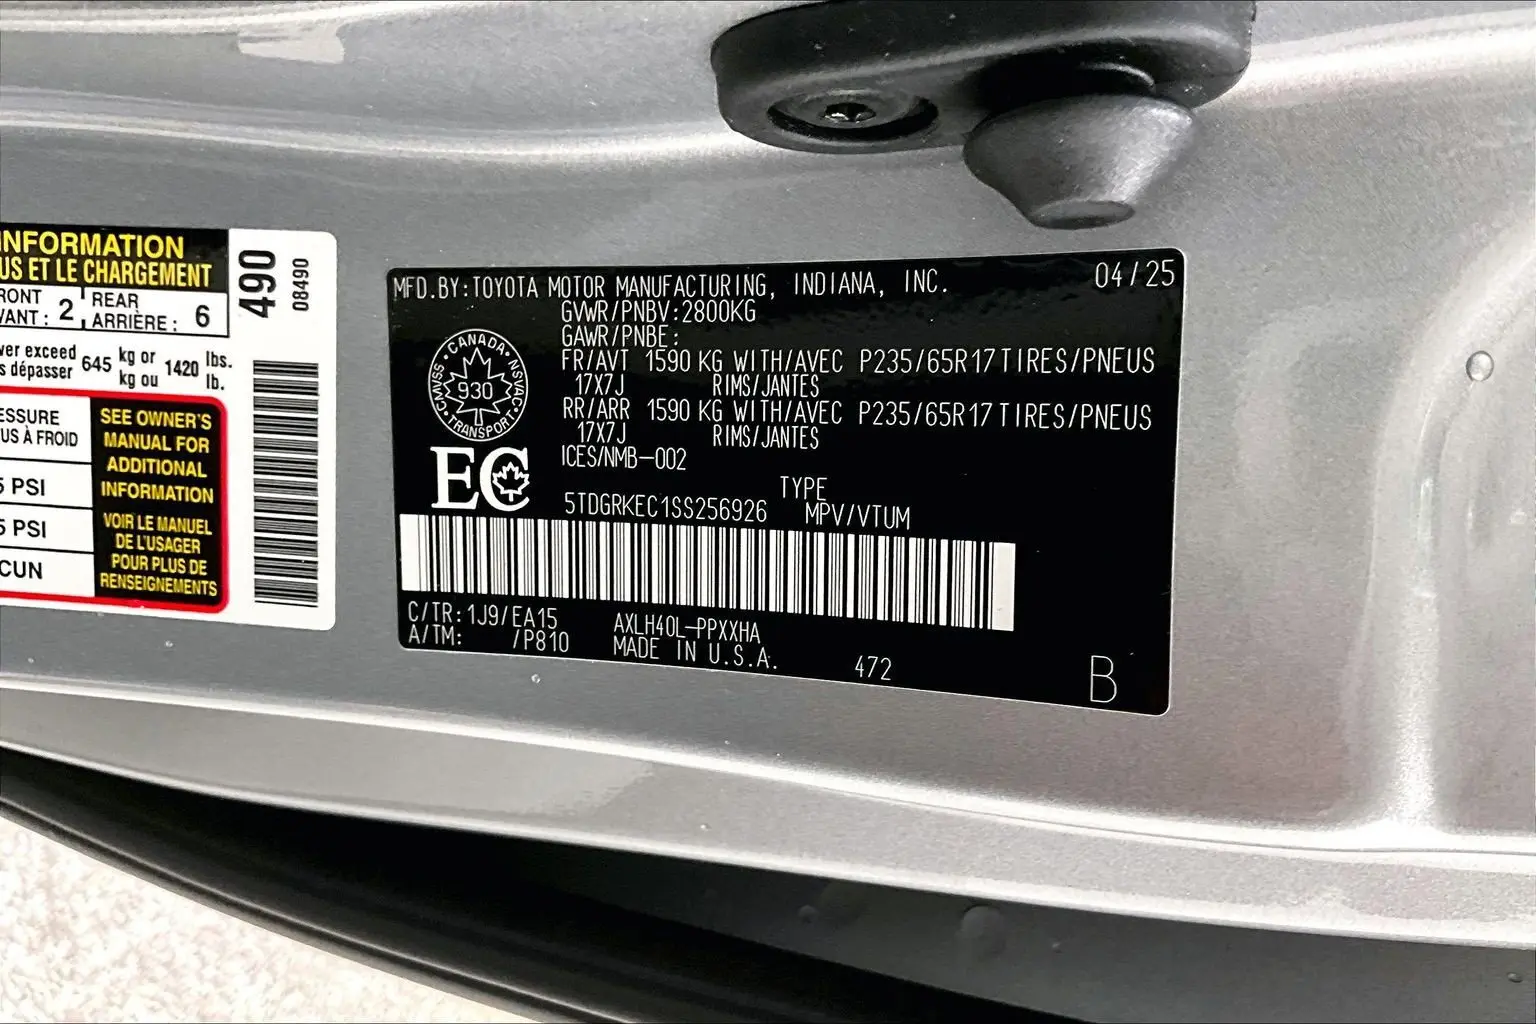 INFORMATION
US ET LE CHARGEMENT
RONT 2 REAR 6
VANT : ARRIÈRE :
ver exceed 645 kg or 1420 lbs.
s dépasser kg ou lb.
ESSURE
US À FROID
5 PSI
5 PSI
CUN
SEE OWNER'S
MANUAL FOR
ADDITIONAL
INFORMATION
VOIR LE MANUEL
DE L'USAGER
POUR PLUS DE
RENSEIGNEMENTS
490
08490
MFD.BY:TOYOTA MOTOR MANUFACTURING, INDIANA, INC. 04/25
GVWR/PNBV:2800KG
GAWR/PNBE:
FR/AVT 1590 KG WITH/AVEC P235/65R17 TIRES/PNEUS
17X7J RIMS/JANTES
RR/ARR 1590 KG WITH/AVEC P235/65R17 TIRES/PNEUS
17X7J RIMS/JANTES
ICES/NMB-002
CANADA
CMVSS NSVAC
930
TRANSPORT
EC
TYPE
5TDGRKEC1SS256926 MPV/VTUM
C/TR:1J9/EA15 AXLH40L-PPXXHA
A/TM: /P810 MADE IN U.S.A.
472
B